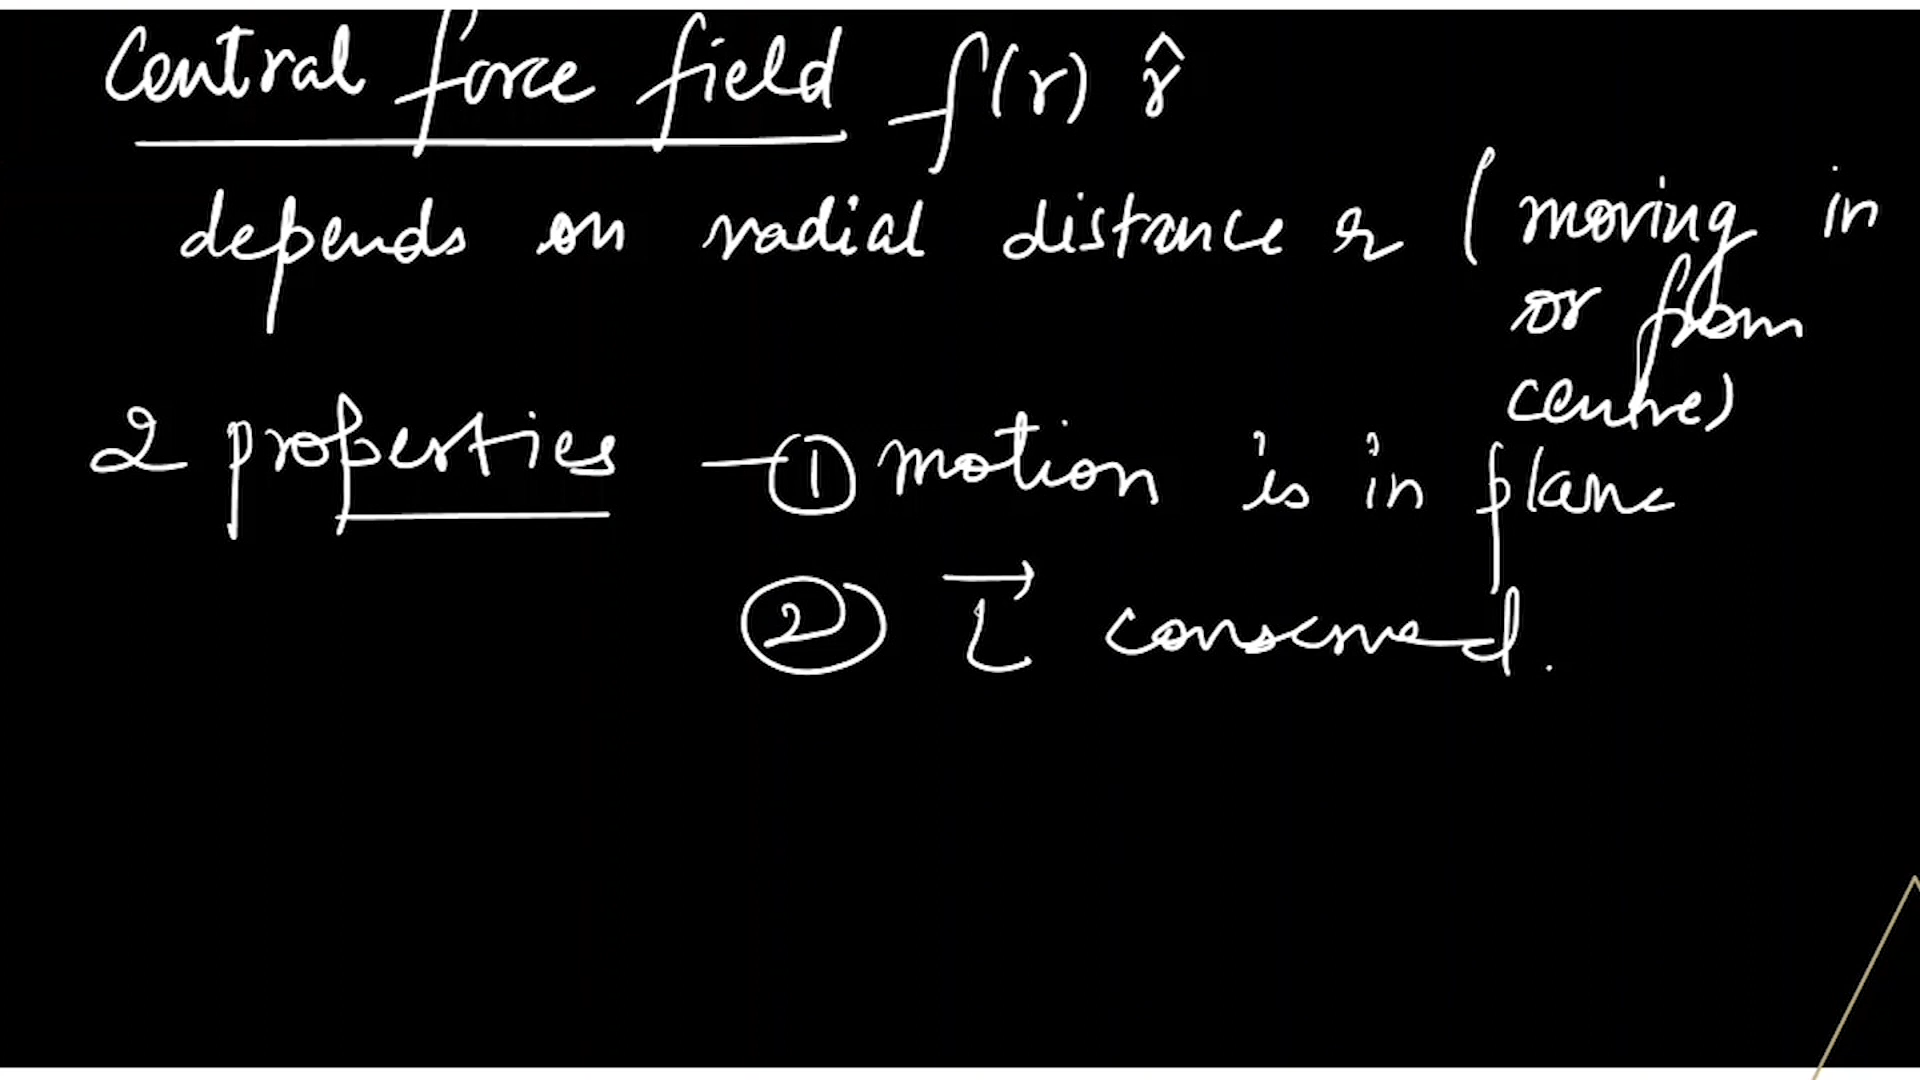 Central force field f(r) r̂
depends on radial distance r (moving in
or from
centre)
2 properties - ① motion is in plane
② L⃗ conserved.